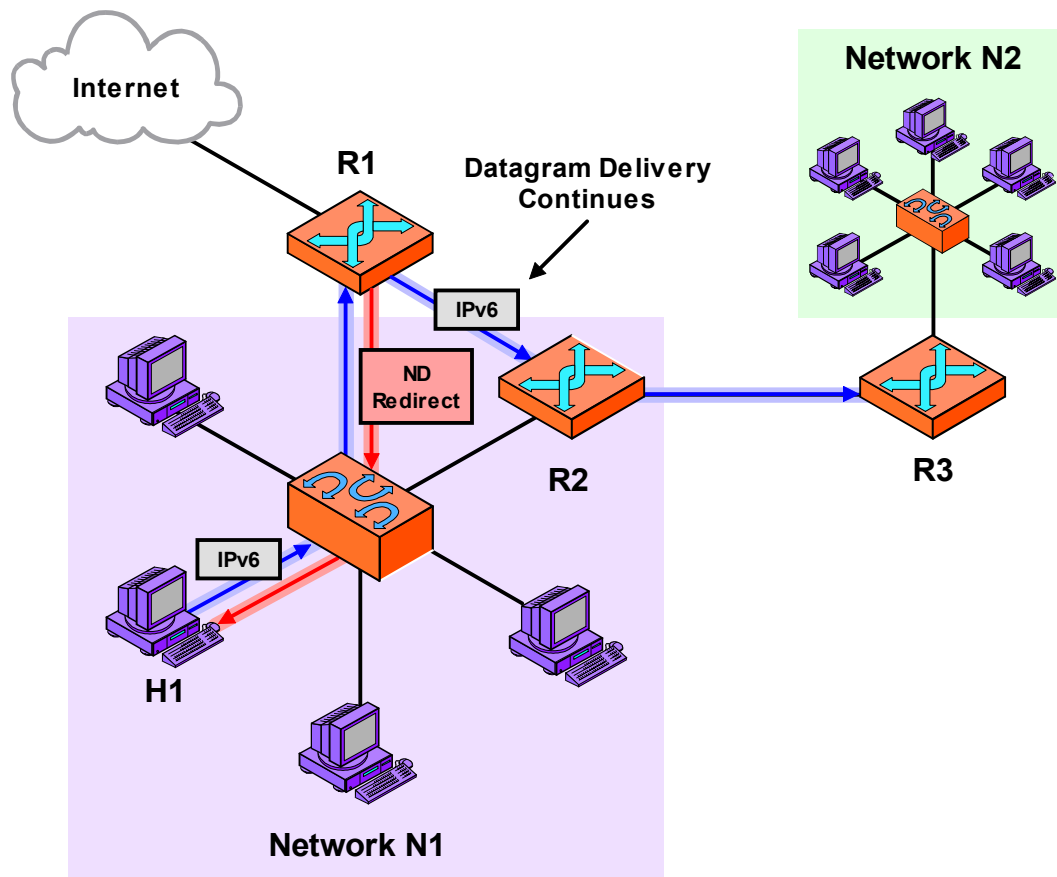 Internet
Network N2
R1
Datagram Delivery
Continues
IPv6
ND
Redirect
R2
R3
IPv6
H1
Network N1